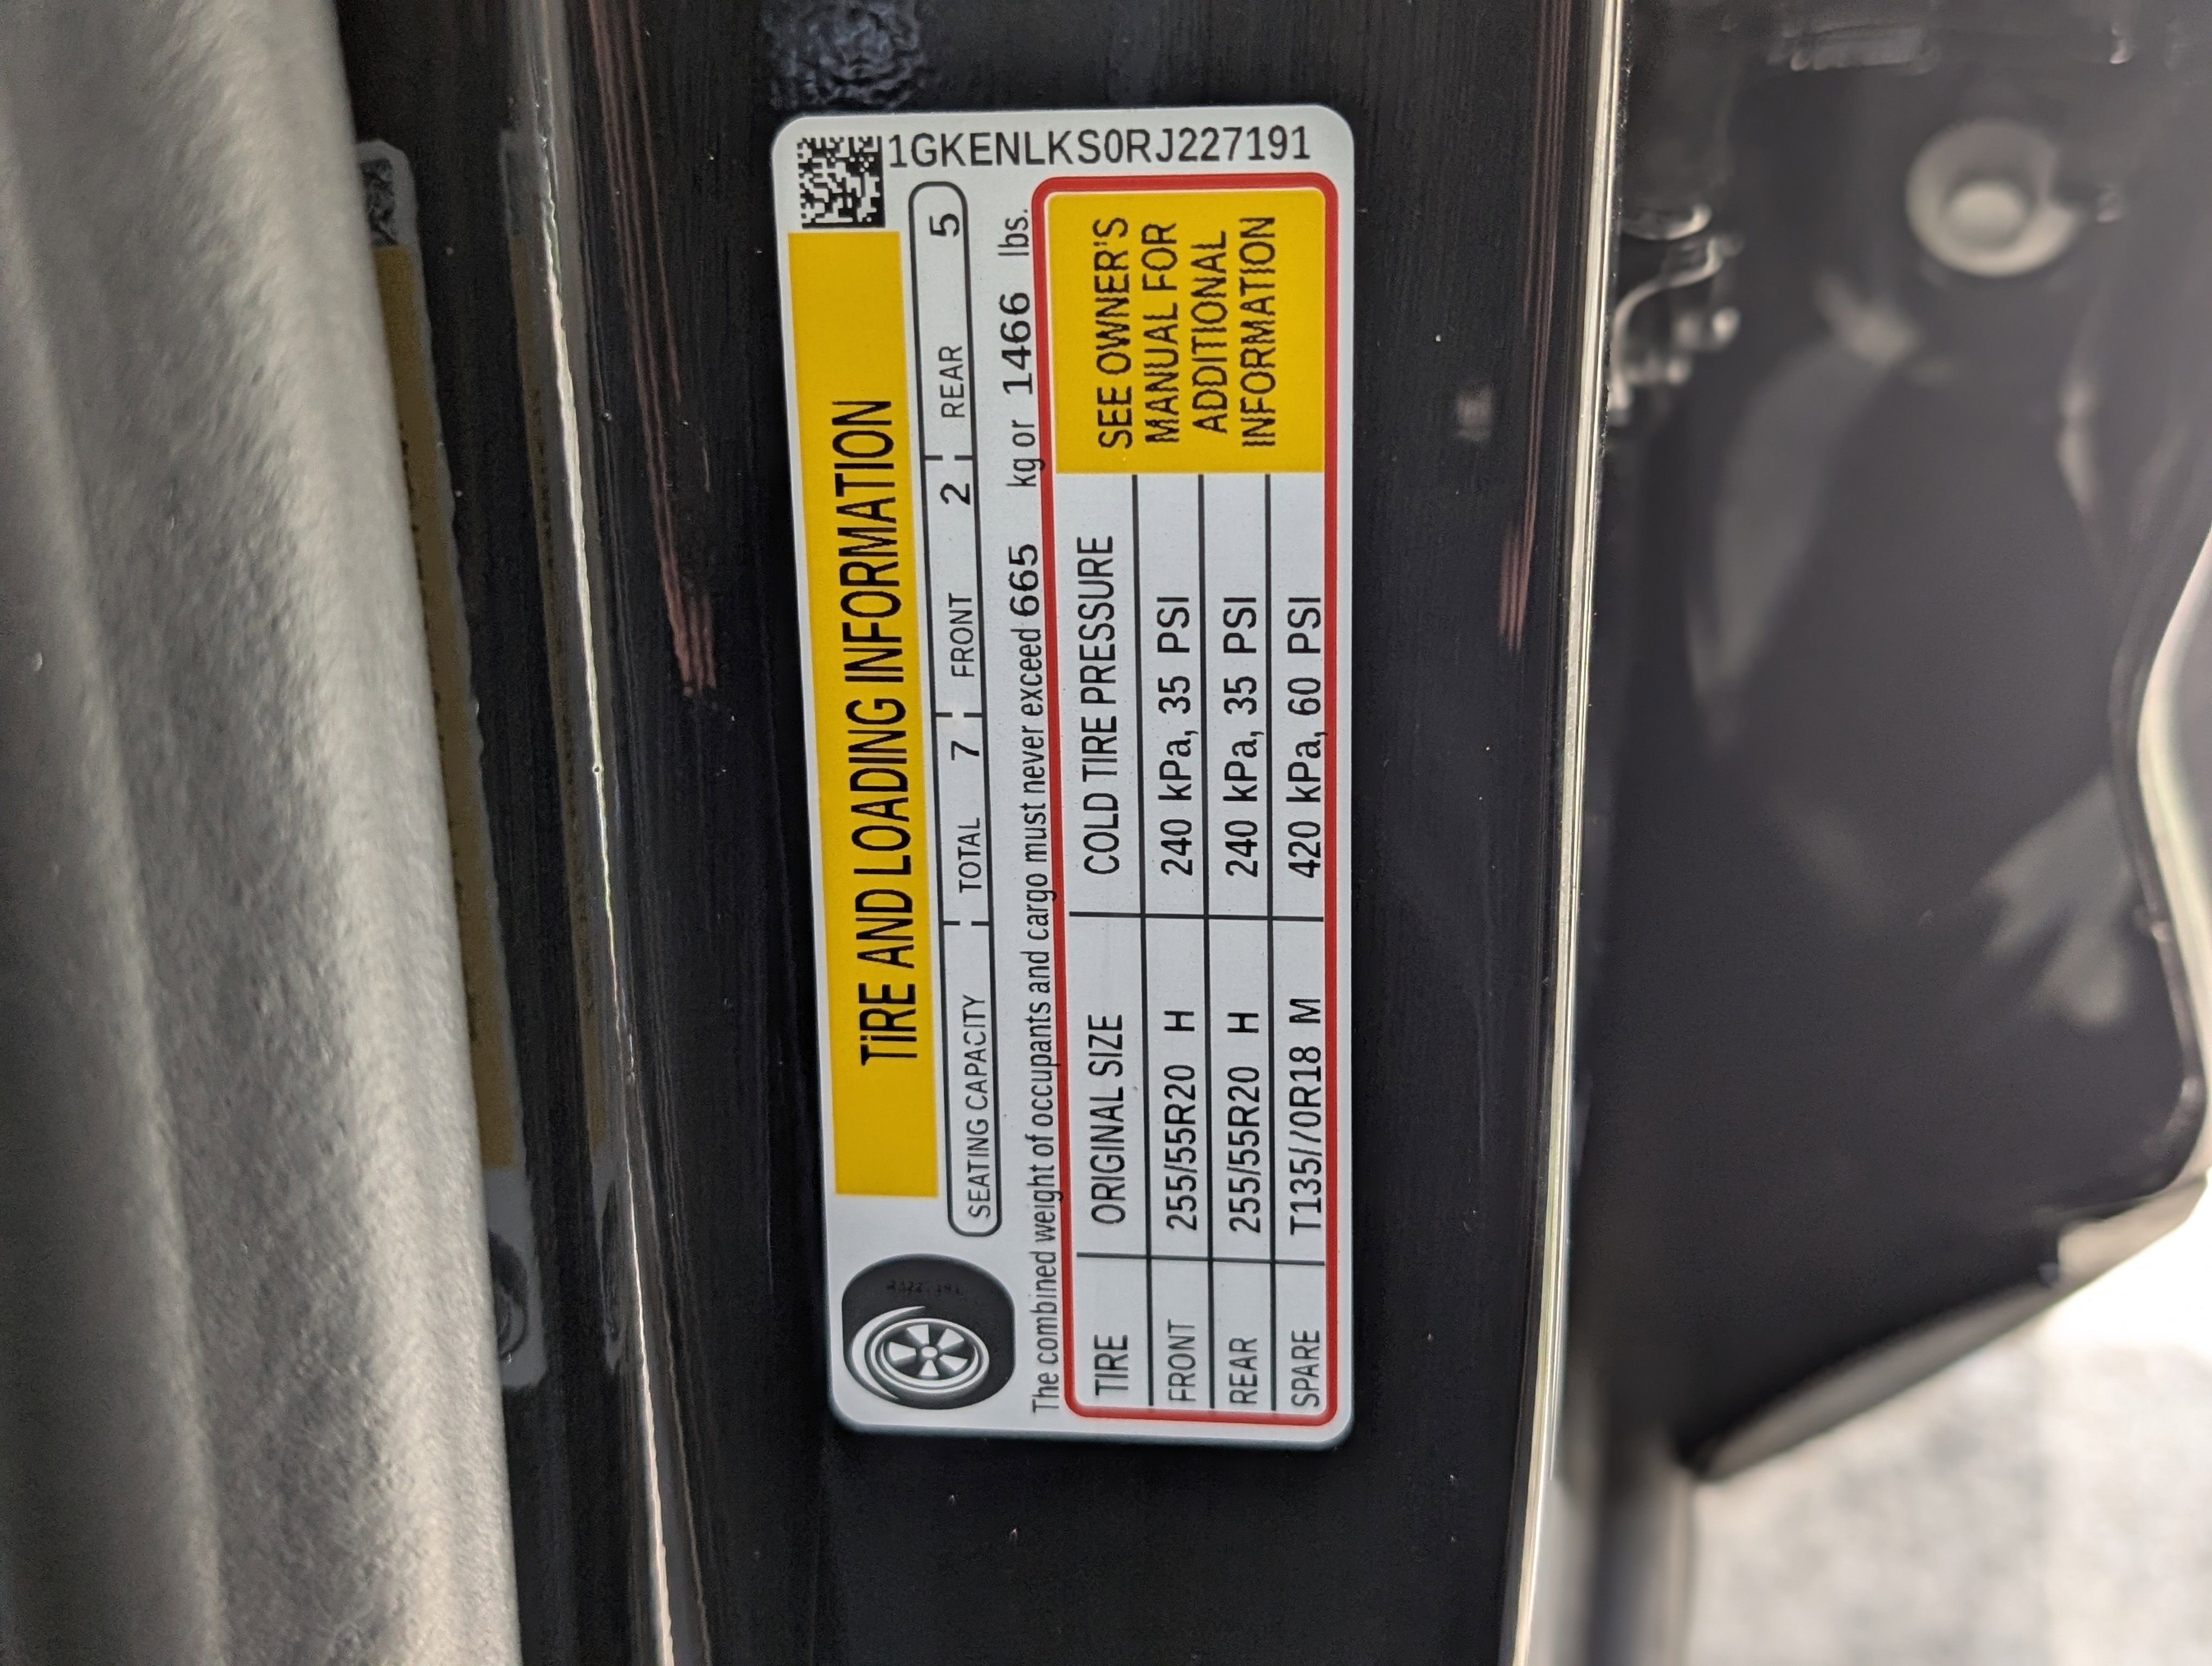 1GKENLKS0RJ227191
TIRE AND LOADING INFORMATION
SEATING CAPACITY TOTAL 7 FRONT 2 REAR 5
The combined weight of occupants and cargo must never exceed 665 kg or 1466 lbs.
TIRE ORIGINAL SIZE COLD TIRE PRESSURE
FRONT 255/55R20 H 240 kPa, 35 PSI
REAR 255/55R20 H 240 kPa, 35 PSI
SPARE T135/70R18 M 420 kPa, 60 PSI
SEE OWNER'S
MANUAL FOR
ADDITIONAL
INFORMATION